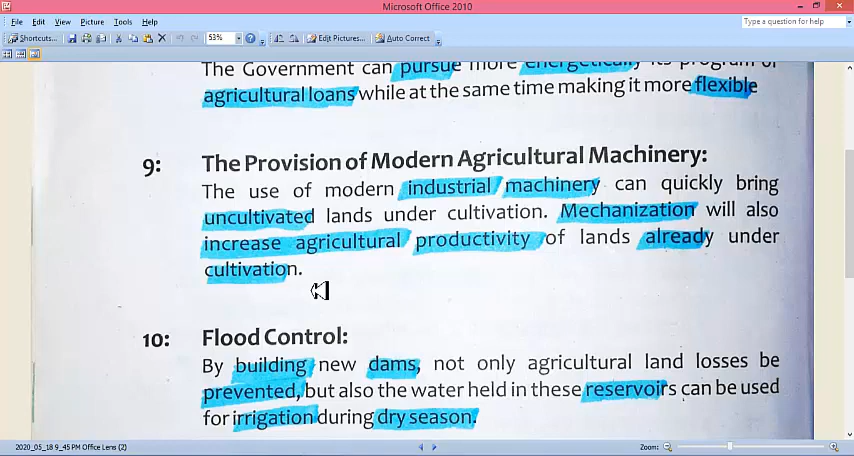 Microsoft Office 2010
File Edit View Picture Tools Help
Type a question for help
Shortcuts... 53% Edit Pictures... Auto Correct
The Government can pursue more energetically its program of
agricultural loans while at the same time making it more flexible
9: The Provision of Modern Agricultural Machinery:
The use of modern industrial machinery can quickly bring
uncultivated lands under cultivation. Mechanization will also
increase agricultural productivity of lands already under
cultivation.
10: Flood Control:
By building new dams, not only agricultural land losses be
prevented, but also the water held in these reservoirs can be used
for irrigation during dry season.
2020_05_18 9_45 PM Office Lens (2)
Zoom: